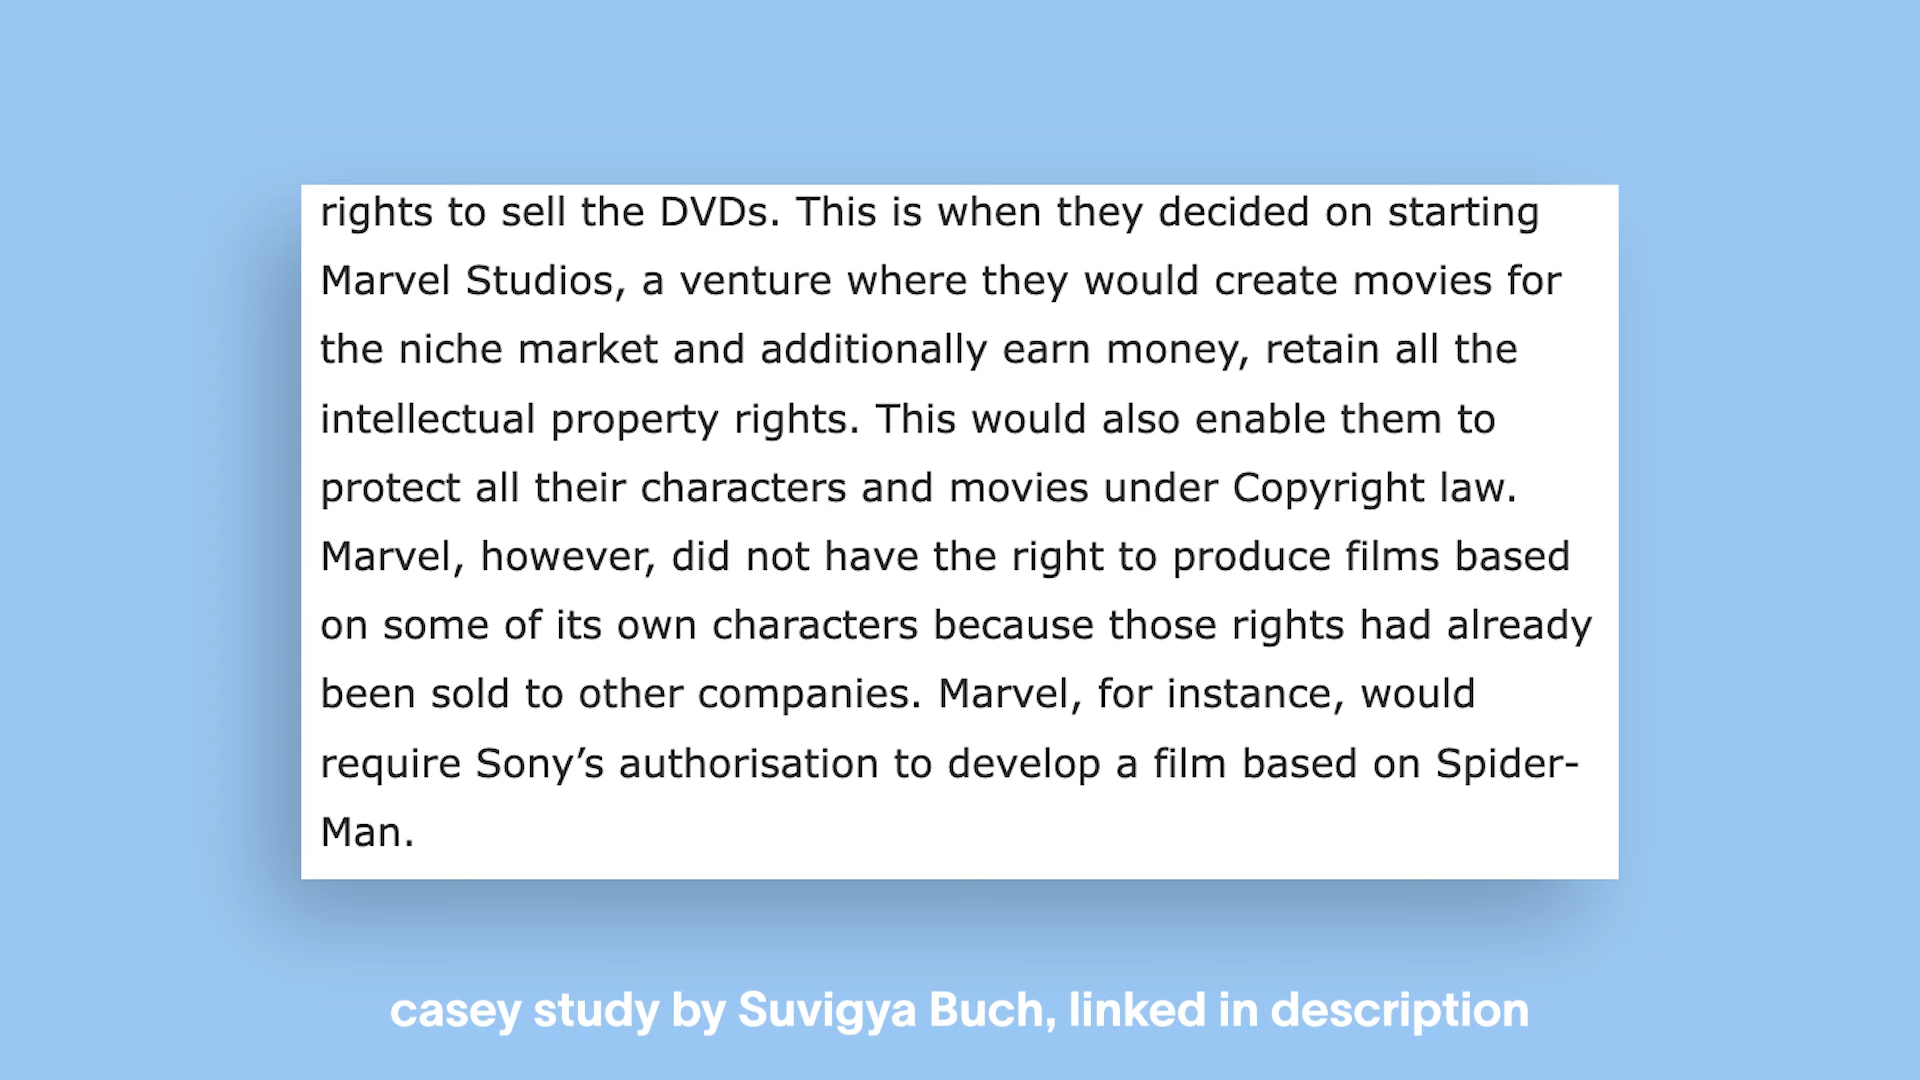 rights to sell the DVDs. This is when they decided on starting
Marvel Studios, a venture where they would create movies for
the niche market and additionally earn money, retain all the
intellectual property rights. This would also enable them to
protect all their characters and movies under Copyright law.
Marvel, however, did not have the right to produce films based
on some of its own characters because those rights had already
been sold to other companies. Marvel, for instance, would
require Sony’s authorisation to develop a film based on Spider-
Man.
casey study by Suvigya Buch, linked in description